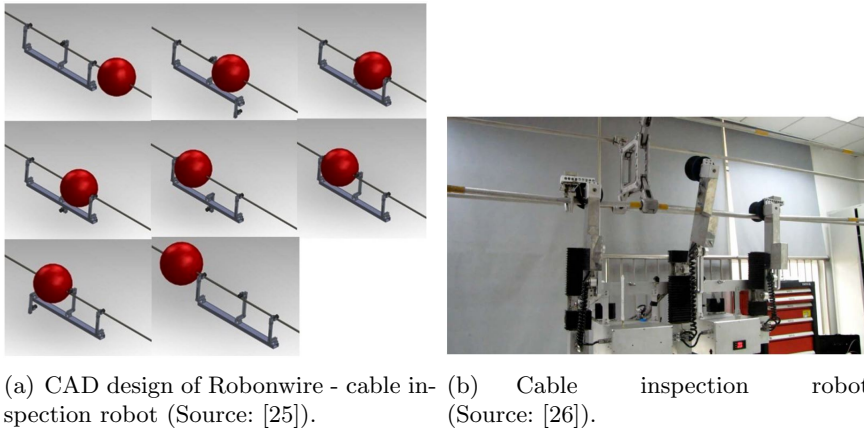 (a) CAD design of Robonwire - cable in-
spection robot (Source: [25]).
(b) Cable inspection robot
(Source: [26]).